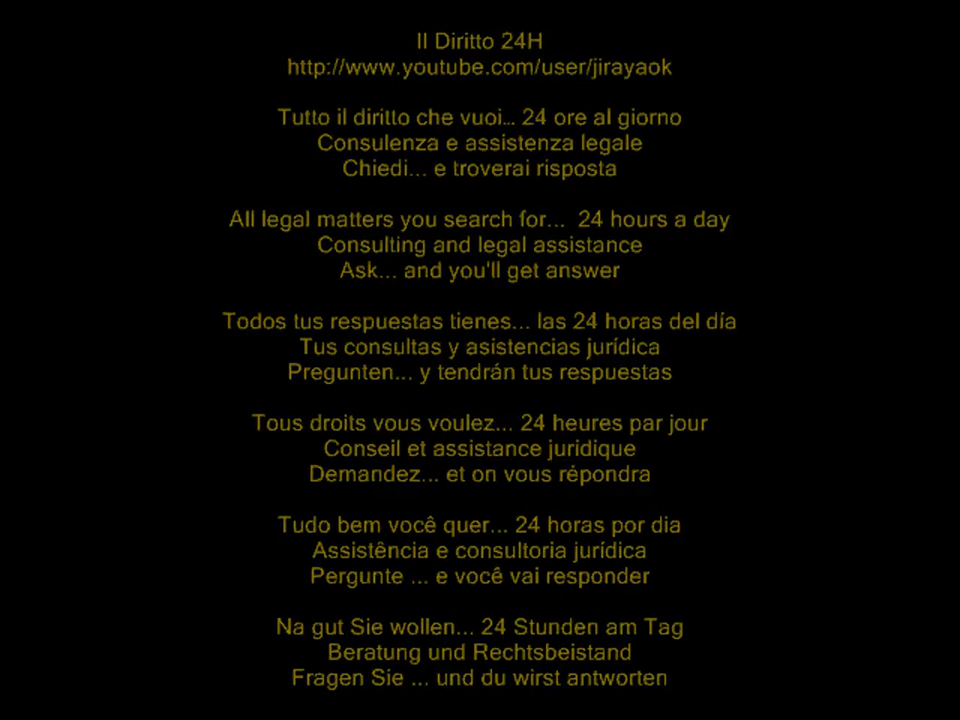 Il Diritto 24H
http://www.youtube.com/user/jirayaok
Tutto il diritto che vuoi... 24 ore al giorno
Consulenza e assistenza legale
Chiedi... e troverai risposta
All legal matters you search for...  24 hours a day
Consulting and legal assistance
Ask... and you'll get answer
Todos tus respuestas tienes... las 24 horas del día
Tus consultas y asistencias jurídica
Pregunten... y tendrán tus respuestas
Tous droits vous voulez... 24 heures par jour
Conseil et assistance juridique
Demandez... et on vous répondra
Tudo bem você quer... 24 horas por dia
Assistência e consultoria jurídica
Pergunte ... e você vai responder
Na gut Sie wollen... 24 Stunden am Tag
Beratung und Rechtsbeistand
Fragen Sie ... und du wirst antworten